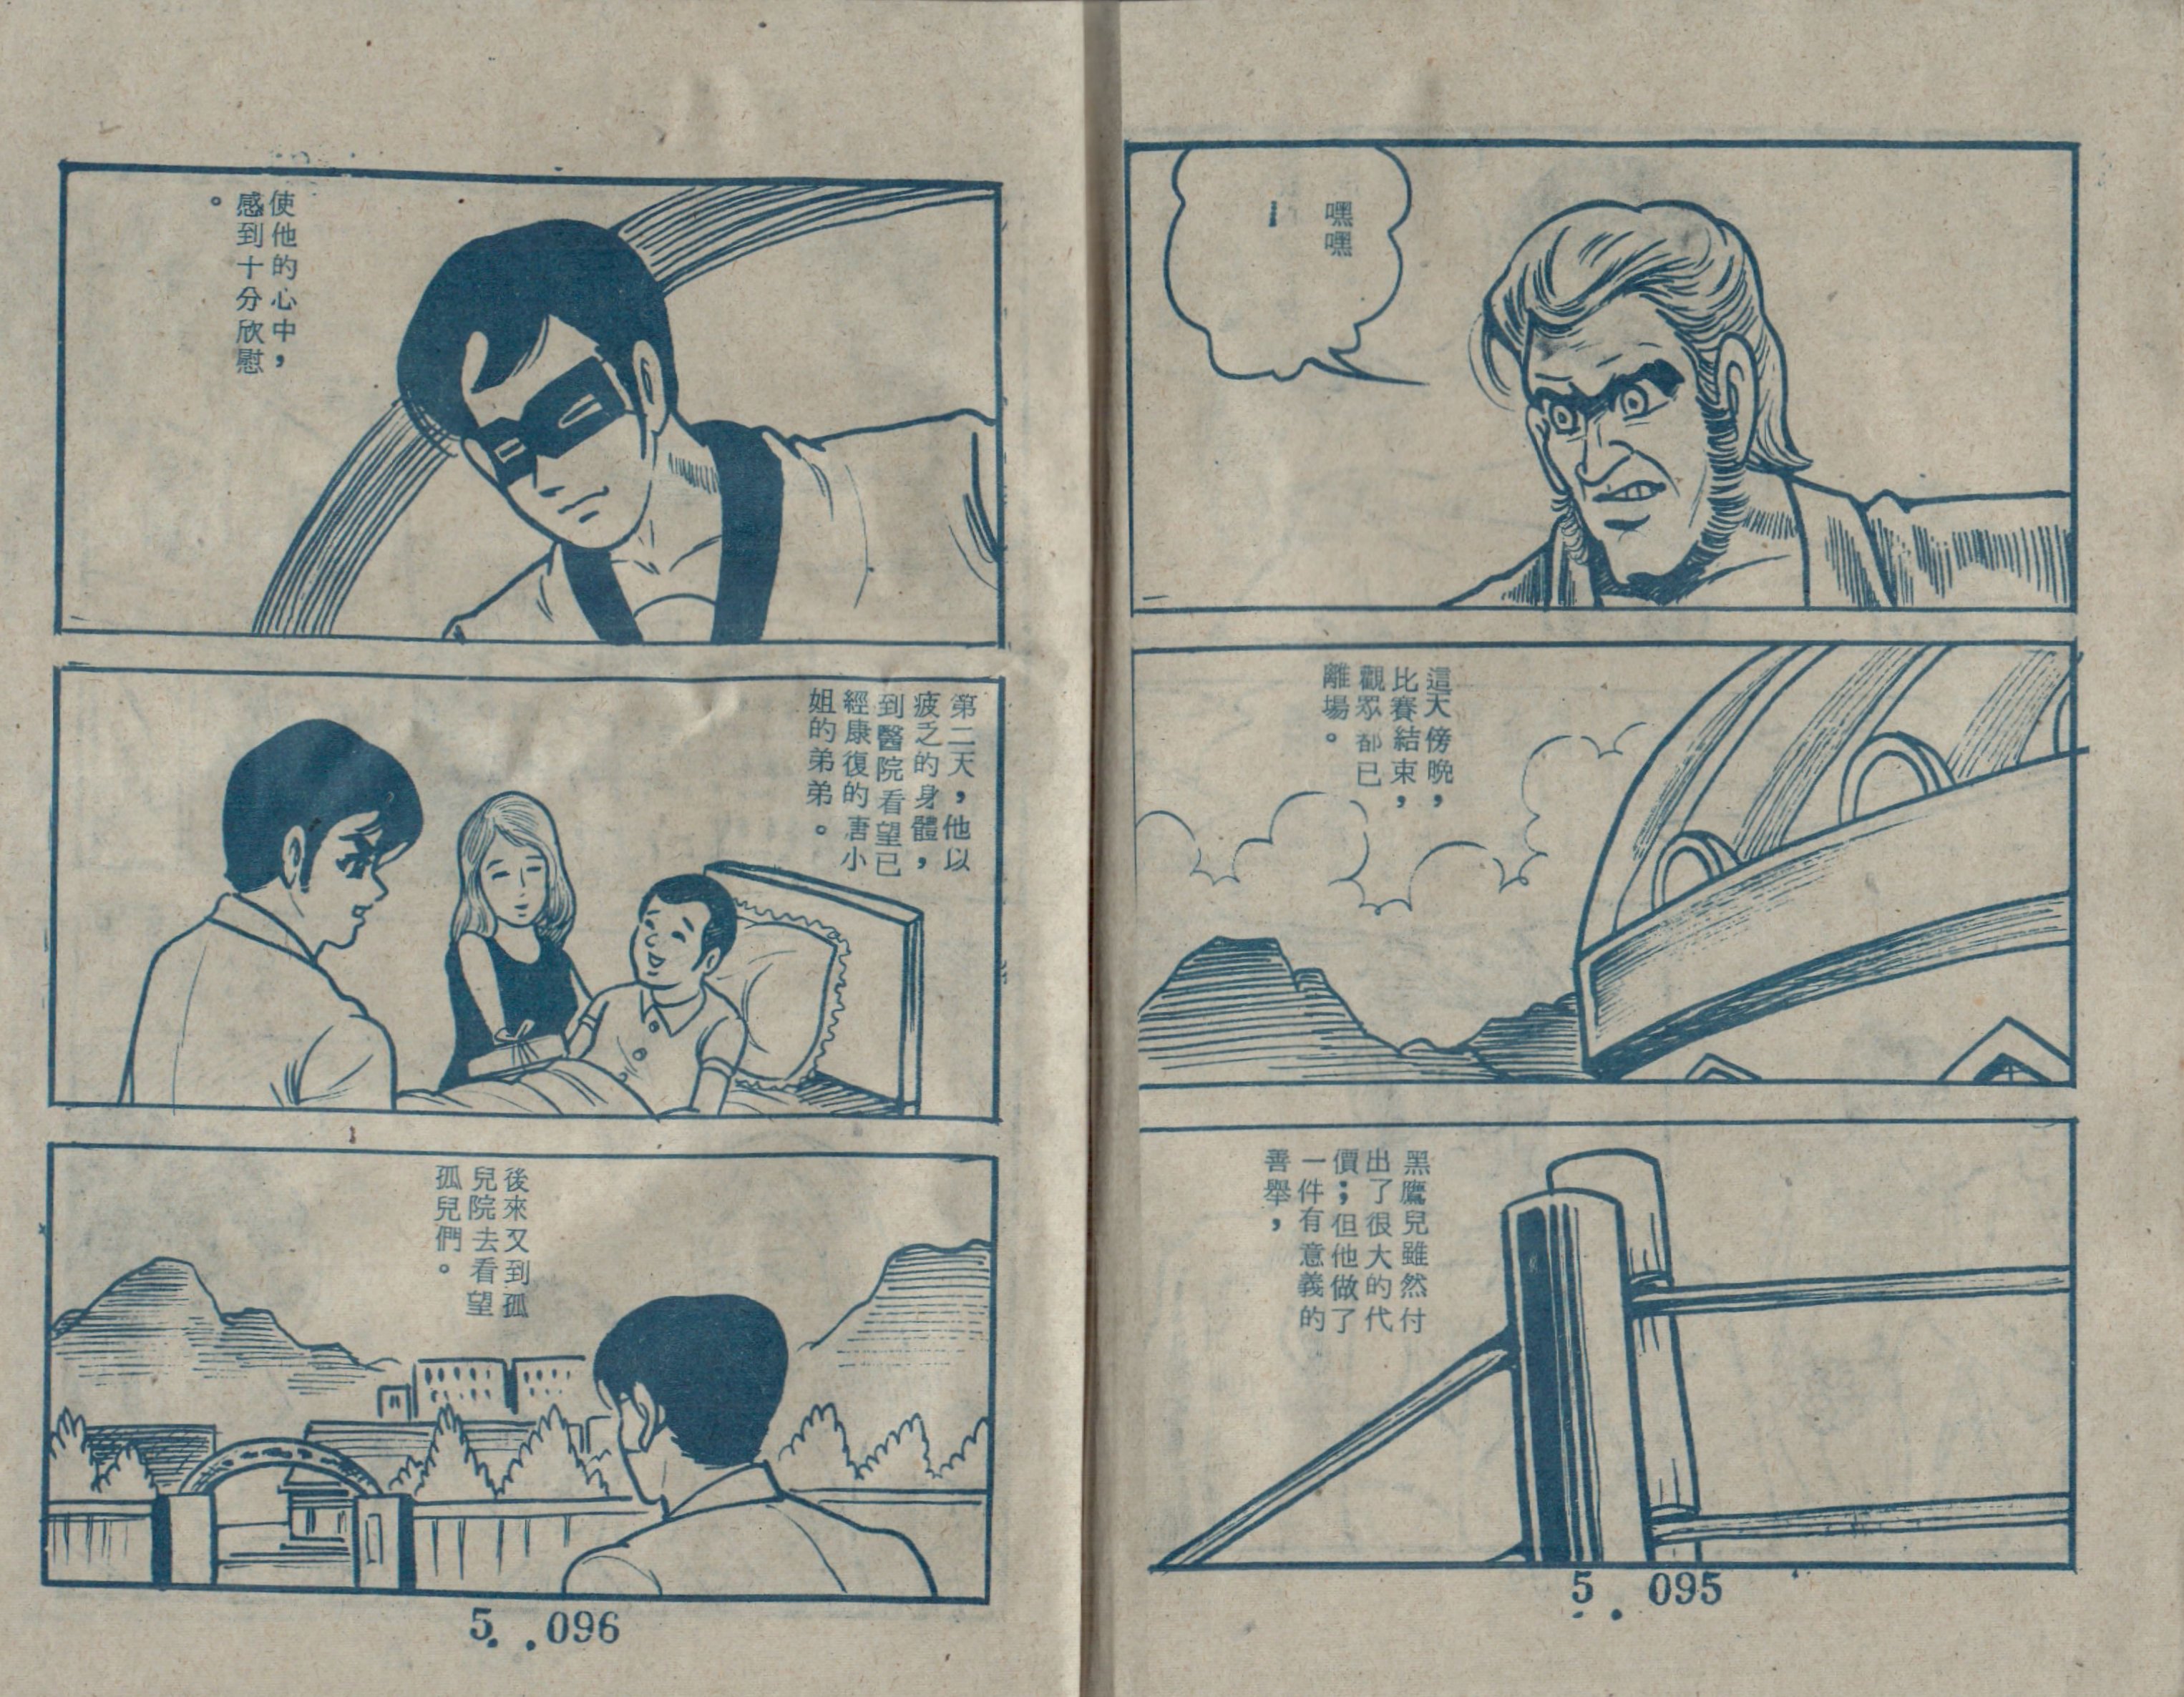 嘿嘿
！
這天傍晚，
比賽結束，
觀眾都已
離場。
黑鷹兒雖然付
出了很大的代
價；但他做了
一件有意義的
善舉，
5 095
使他的心中，
感到十分欣慰
。
第二天，他以
疲乏的身體，
到醫院看望已
經康復的唐小
姐的弟弟。
後來又到孤
兒院去看望
孤兒們。
5 096